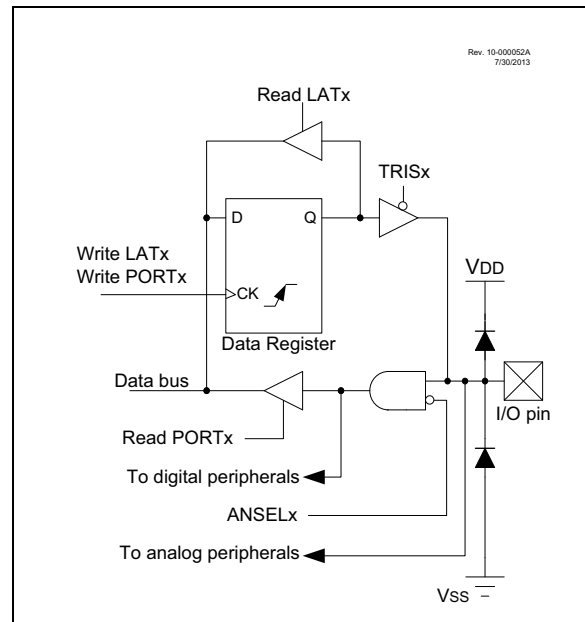 Rev. 10-000052A
7/30/2013
Read LATx
TRISx
D
Q
Write LATx
Write PORTx
CK
VDD
Data Register
Data bus
I/O pin
Read PORTx
To digital peripherals
ANSELx
To analog peripherals
VSS